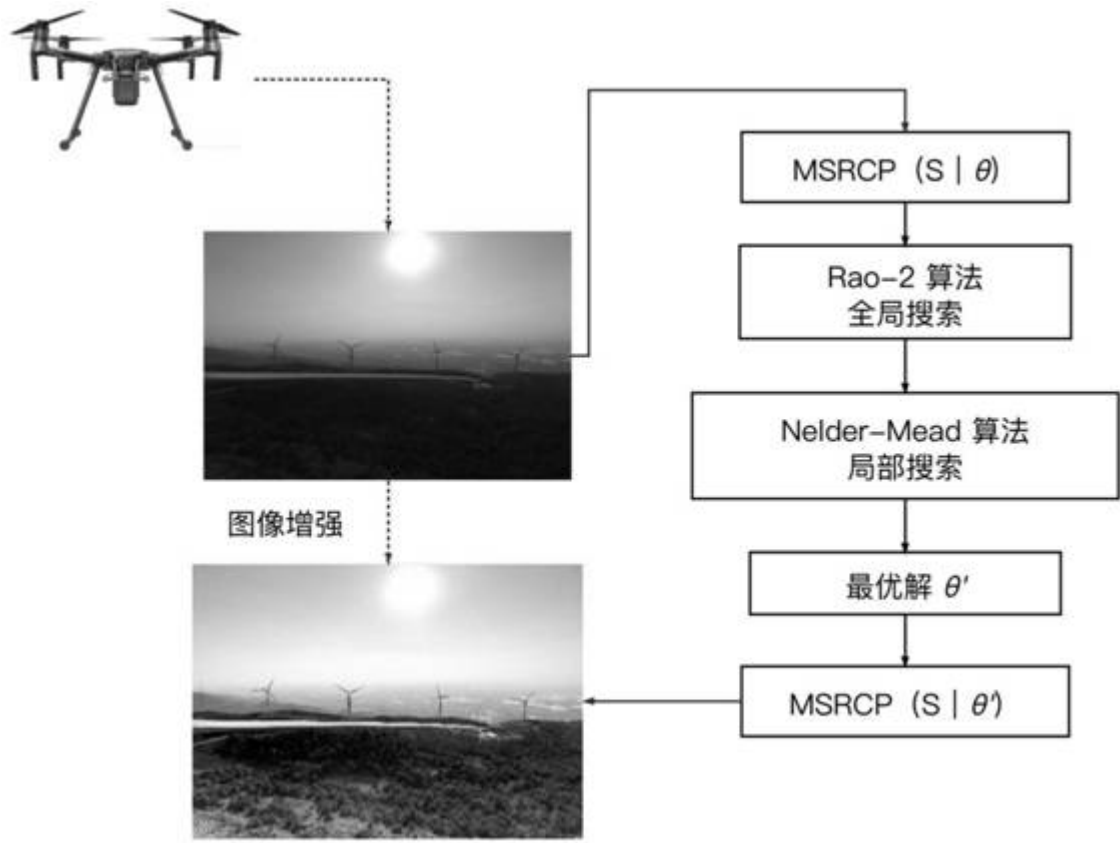 MSRCP（S｜θ）
Rao-2 算法
全局搜索
Nelder-Mead 算法
局部搜索
图像增强
最优解 θ'
MSRCP（S｜θ'）